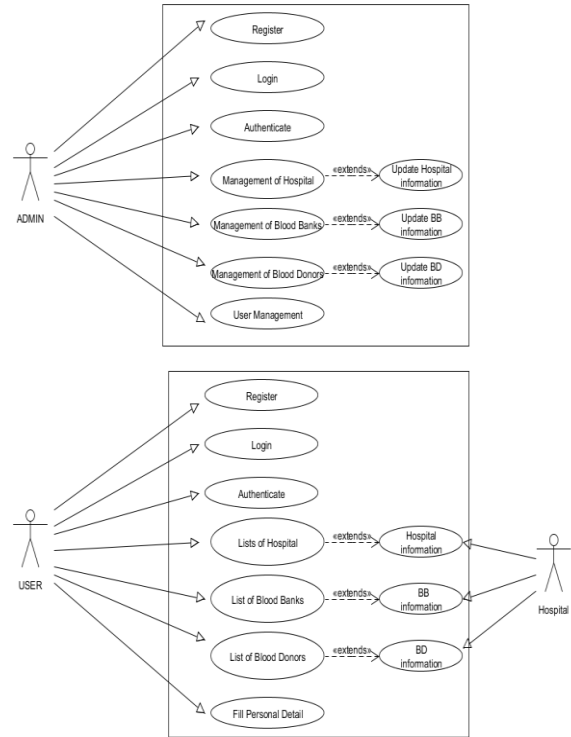 Register
Login
Authenticate
Management of Hospital
«extends»
Update Hospital
information
ADMIN
Management of Blood Banks
«extends»
Update BB
information
Management of Blood Donors
«extends»
Update BD
information
User Management
Register
Login
Authenticate
Lists of Hospital
«extends»
Hospital
information
USER
List of Blood Banks
«extends»
BB
information
Hospital
List of Blood Donors
«extends»
BD
information
Fill Personal Detail